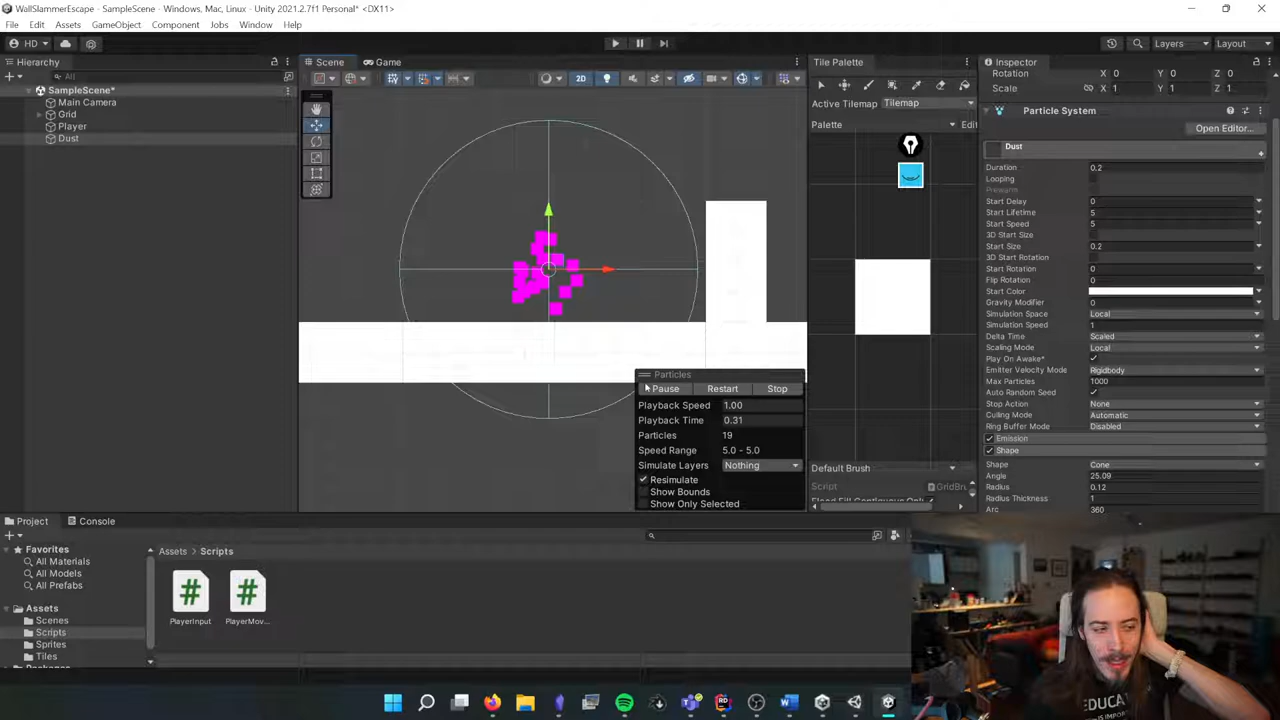 WallSlammerEscape - SampleScene - Windows, Mac, Linux - Unity 2021.2.7f1 Personal* <DX11>
File Edit Assets GameObject Component Jobs Window Help
HD
Layers Layout
Hierarchy
Scene Game
Tile Palette
Inspector
All
2D
SampleScene*
Main Camera
Grid
Player
Dust
Active Tilemap Tilemap
Palette Edi
Rotation X 0 Y 0 Z 0
Scale X 1 Y 1 Z 1
Particle System
Open Editor...
Dust
Duration 0.2
Looping
Prewarm
Start Delay 0
Start Lifetime 5
Start Speed 5
3D Start Size
Start Size 0.2
3D Start Rotation
Start Rotation 0
Flip Rotation 0
Start Color
Gravity Modifier 0
Simulation Space Local
Simulation Speed 1
Delta Time Scaled
Scaling Mode Local
Play On Awake*
Emitter Velocity Mode Rigidbody
Max Particles 1000
Auto Random Seed
Stop Action None
Culling Mode Automatic
Ring Buffer Mode Disabled
Emission
Shape
Shape Cone
Angle 25.09
Radius 0.12
Radius Thickness 1
Arc 360
Particles
Pause Restart Stop
Playback Speed 1.00
Playback Time 0.31
Particles 19
Speed Range 5.0 - 5.0
Simulate Layers Nothing
Resimulate
Show Bounds
Show Only Selected
Default Brush
Script GridBru
Project Console
Favorites
All Materials
All Models
All Prefabs
Assets
Scenes
Scripts
Sprites
Tiles
Assets > Scripts
PlayerInput PlayerMov...
EDUCA